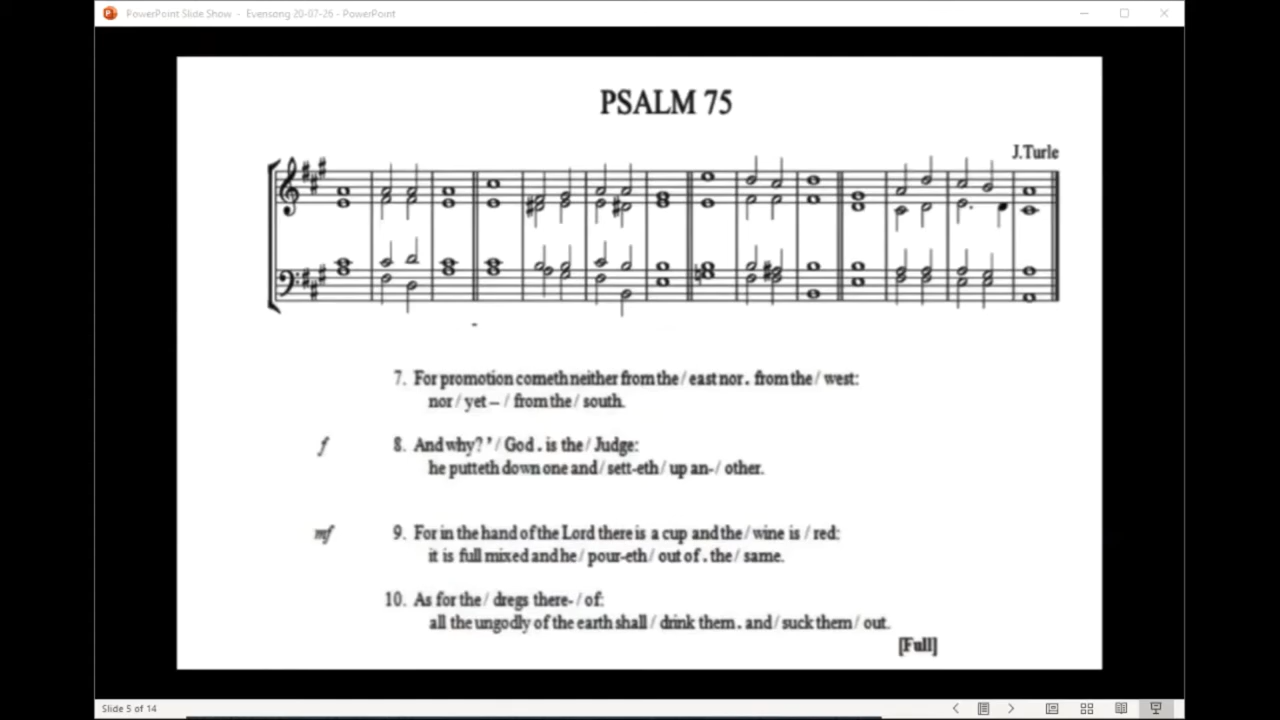 PowerPoint Slide Show - Evensong 20-07-26 - PowerPoint
PSALM 75
J.Turle
7. For promotion cometh neither from the / east nor . from the / west:
nor / yet – / from the / south.
f 8. And why? ' / God . is the / Judge:
he putteth down one and / sett-eth / up an- / other.
mf 9. For in the hand of the Lord there is a cup and the / wine is / red:
it is full mixed and he / pour-eth / out of . the / same.
10. As for the / dregs there- / of:
all the ungodly of the earth shall / drink them . and / suck them / out.
[Full]
Slide 5 of 14